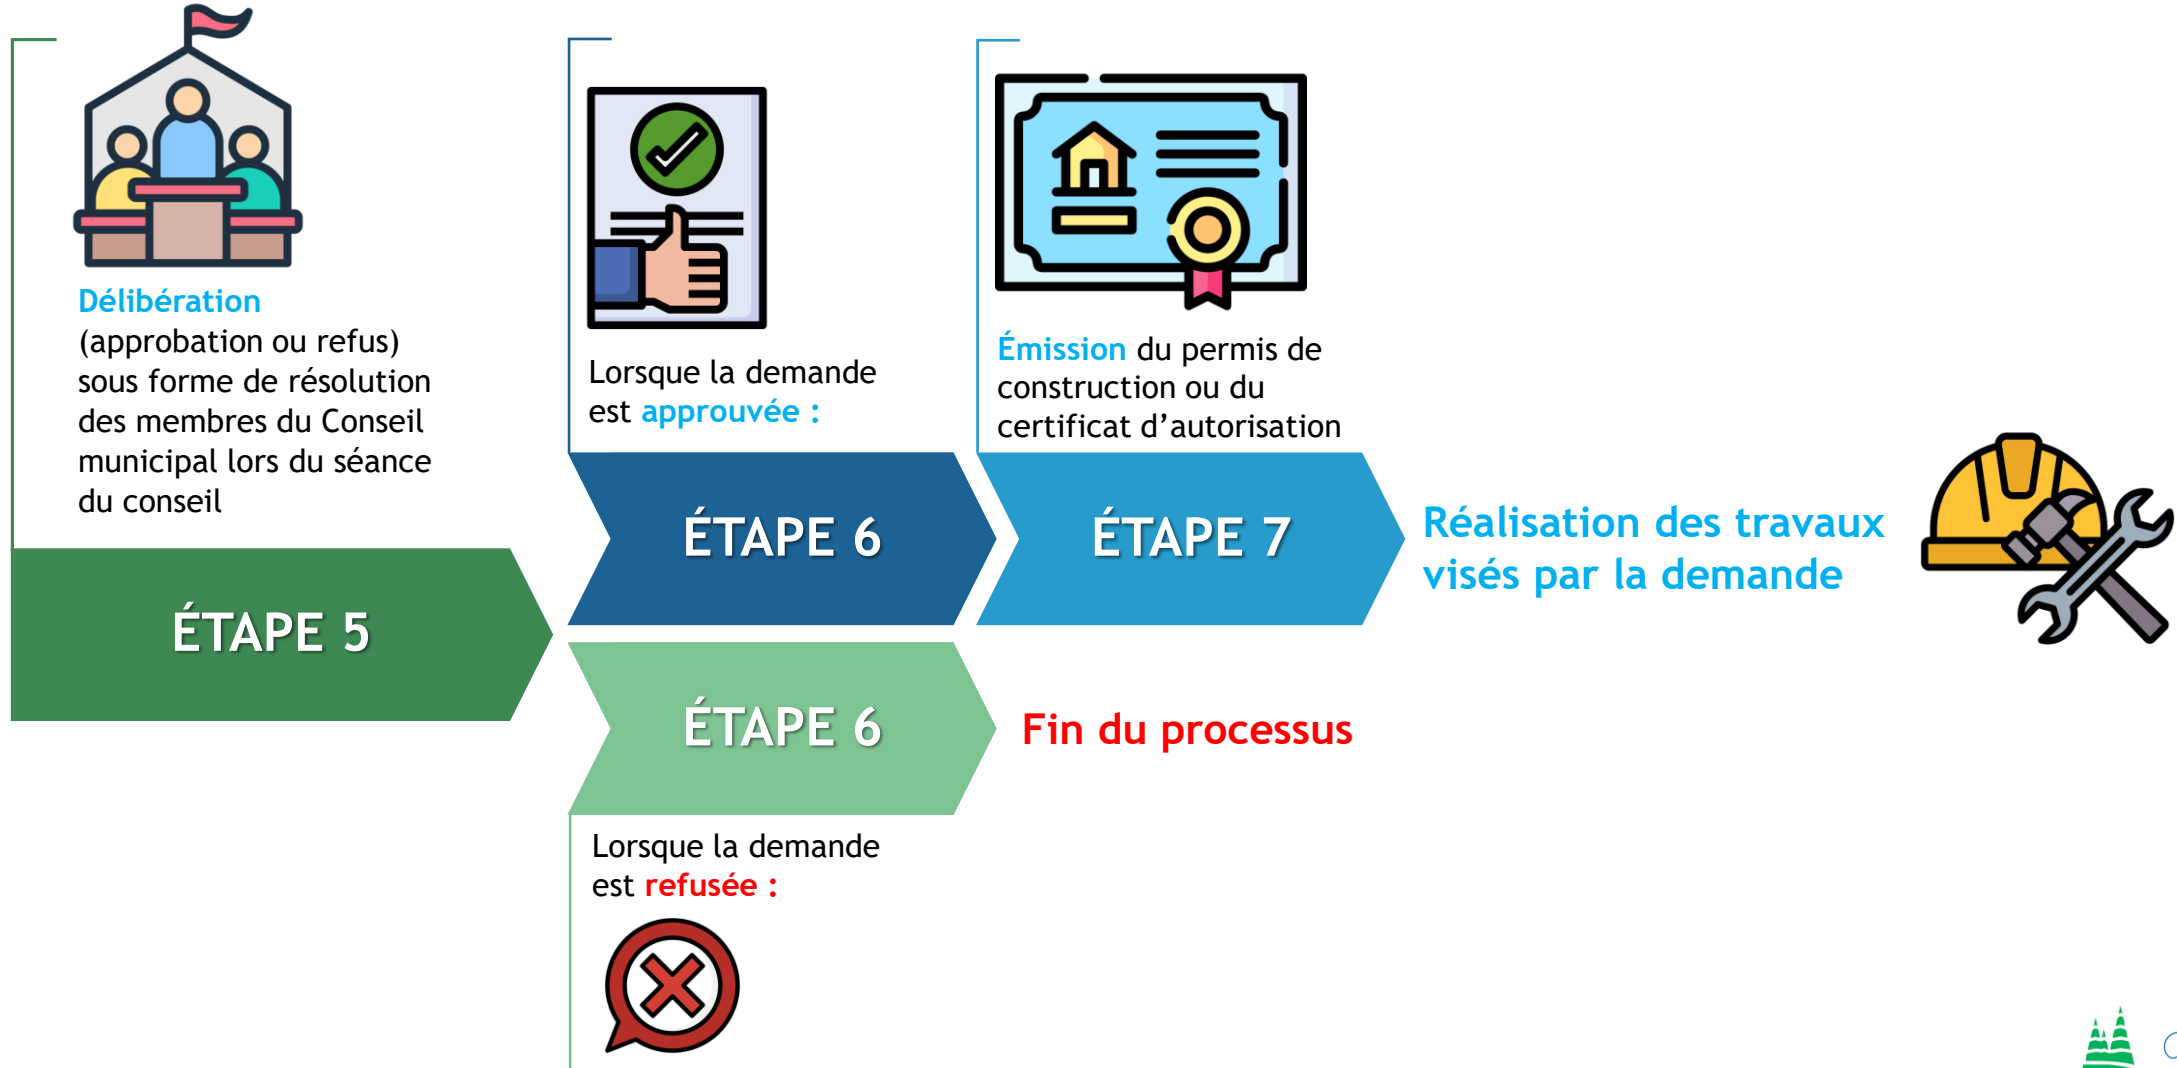 Délibération
(approbation ou refus)
sous forme de résolution
des membres du Conseil
municipal lors du séance
du conseil
ÉTAPE 5
Lorsque la demande
est approuvée :
ÉTAPE 6
Émission du permis de
construction ou du
certificat d’autorisation
ÉTAPE 7
Réalisation des travaux
visés par la demande
ÉTAPE 6
Fin du processus
Lorsque la demande
est refusée :